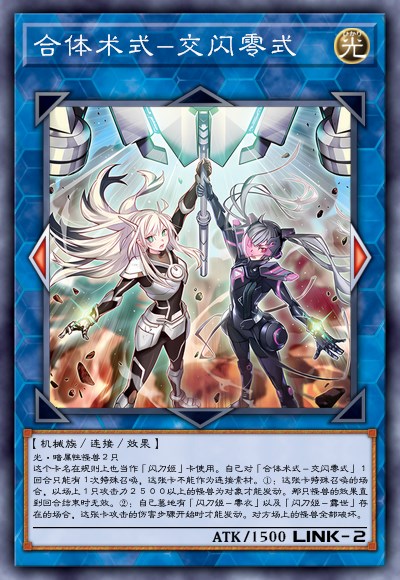 合体术式－交闪零式
光
ひかり
【机械族／连接／效果】
光·暗属性怪兽２只
这个卡名在规则上也当作「闪刀姬」卡使用。自己对「合体术式－交闪零式」１
回合只能有１次特殊召唤。这张卡不能作为连接素材。①：这张卡特殊召唤的场
合，以场上１只攻击力２５００以上的怪兽为对象才能发动。那只怪兽的效果直
到回合结束时无效。②：自己墓地有「闪刀姬－零衣」以及「闪刀姬－露世」存
在的场合，这张卡攻击的伤害步骤开始时才能发动。对方场上的怪兽全部破坏。
ATK/1500 LINK-2